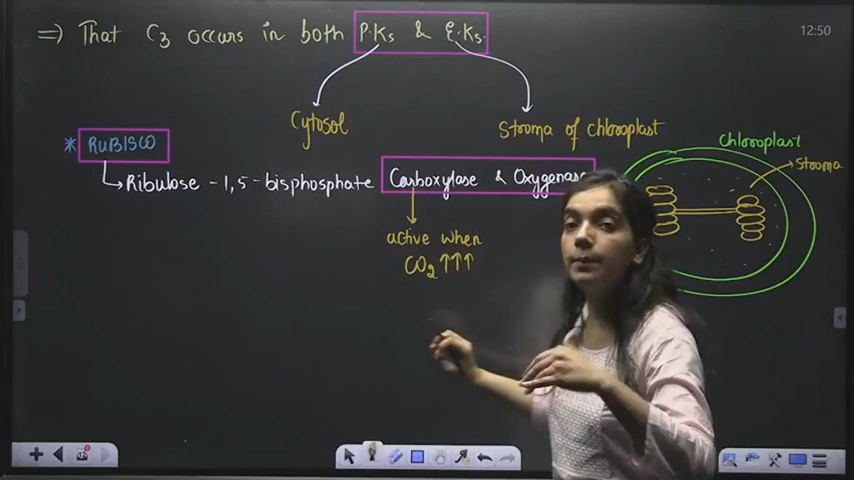 12:50
⇒ That C3 occurs in both P.Ks & E.Ks.
Cytosol
Stroma of chloroplast
Chloroplast
Stroma
* RUBISCO
Ribulose - 1,5 - bisphosphate Carboxylase & Oxygenase
active when
CO2 ↑↑↑